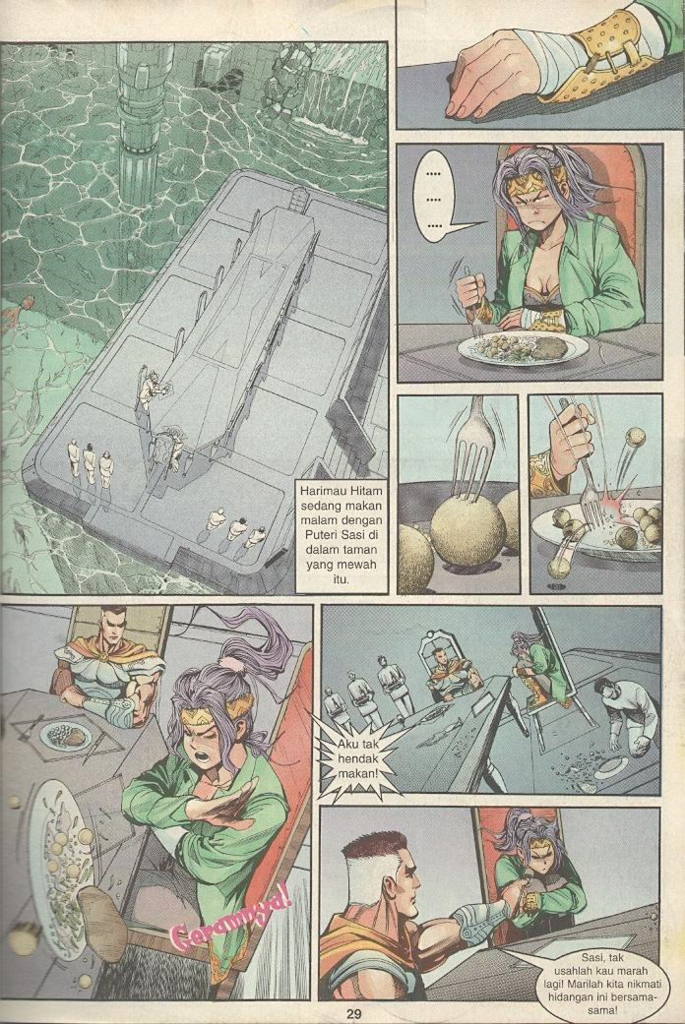 ....
....
....
Harimau Hitam
sedang makan
malam dengan
Puteri Sasi di
dalam taman
yang mewah
itu.
Geramnya!
Aku tak
hendak
makan!
Sasi, tak
usahlah kau marah
lagi! Marilah kita nikmati
hidangan ini bersama-
sama!
29